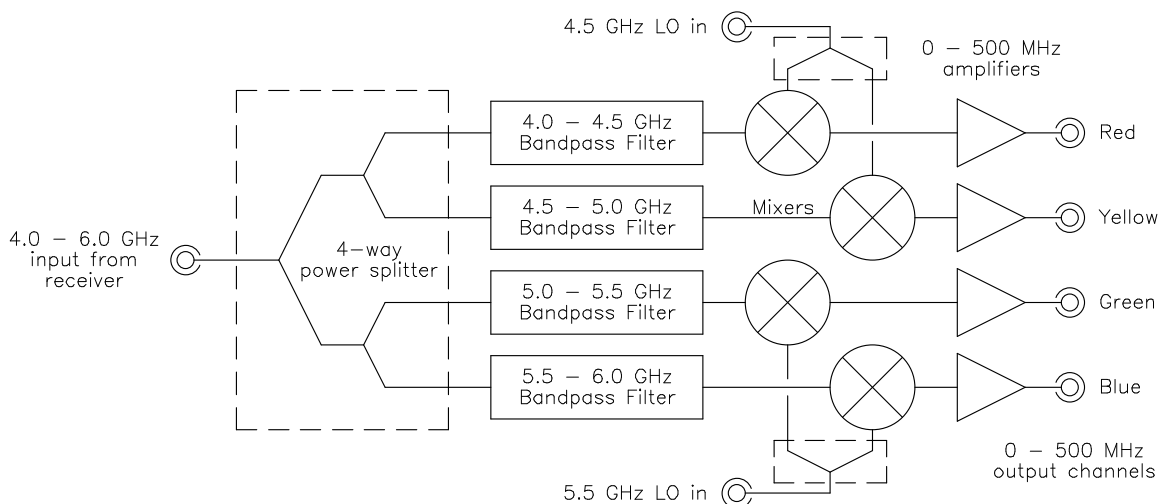 4.5 GHz LO in
0 – 500 MHz
amplifiers
4.0 – 4.5 GHz
Bandpass Filter
Red
4.5 – 5.0 GHz
Bandpass Filter
Mixers
Yellow
4.0 – 6.0 GHz
input from
receiver
4-way
power splitter
5.0 – 5.5 GHz
Bandpass Filter
Green
5.5 – 6.0 GHz
Bandpass Filter
Blue
0 – 500 MHz
output channels
5.5 GHz LO in